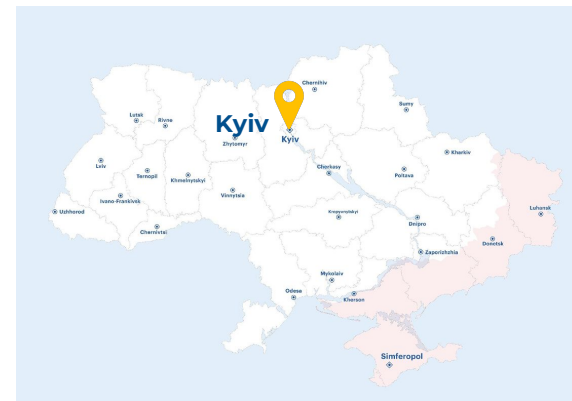 Chernihiv
Sumy
Lutsk
Rivne
Kyiv
Kyiv
Zhytomyr
Kharkiv
Lviv
Ternopil
Khmelnytskyi
Cherkasy
Poltava
Ivano-Frankivsk
Vinnytsia
Uzhhorod
Chernivtsi
Kropyvnytskyi
Dnipro
Luhansk
Donetsk
Zaporizhzhia
Mykolaiv
Odesa
Kherson
Simferopol